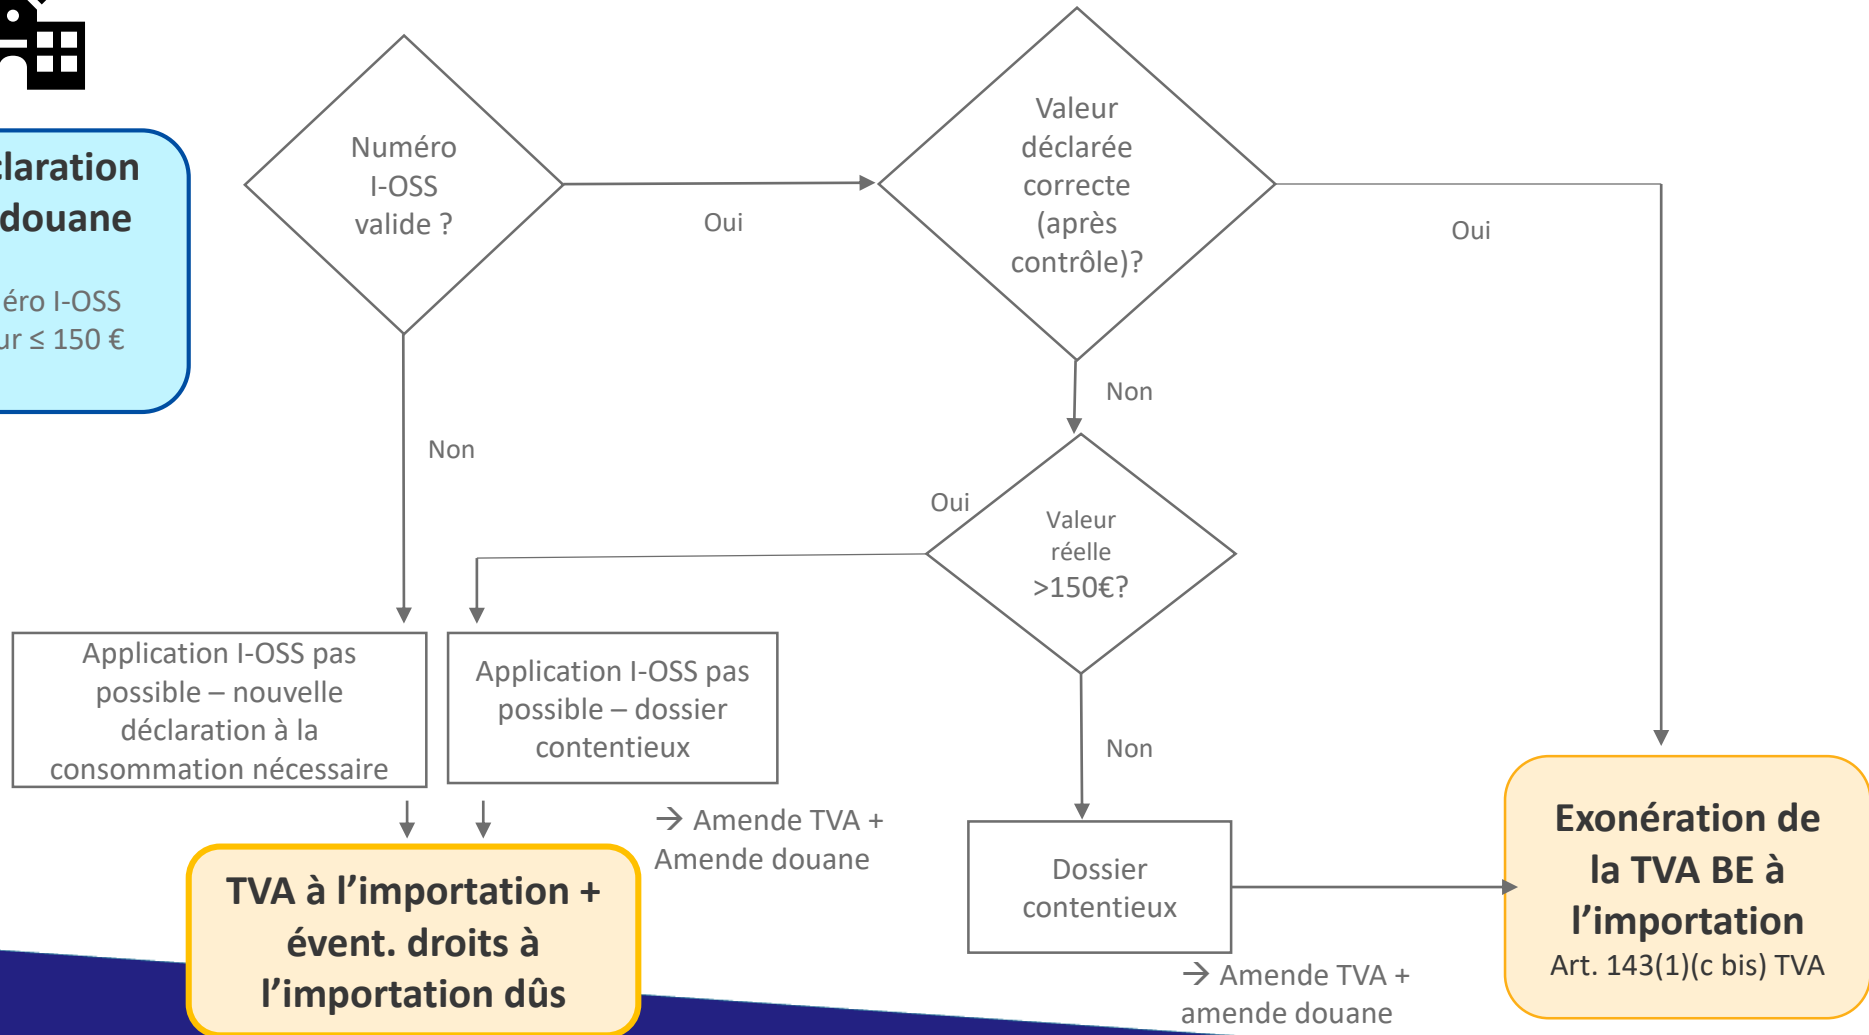 claration
douane
éro I-OSS
ur ≤ 150 €
Numéro
I-OSS
valide ?
Oui
Non
Valeur
déclarée
correcte
(après
contrôle)?
Oui
Non
Valeur
réelle
>150€?
Oui
Non
Application I-OSS pas
possible – nouvelle
déclaration à la
consommation nécessaire
Application I-OSS pas
possible – dossier
contentieux
→ Amende TVA +
Amende douane
TVA à l’importation +
évent. droits à
l’importation dûs
Dossier
contentieux
→ Amende TVA +
amende douane
Exonération de
la TVA BE à
l’importation
Art. 143(1)(c bis) TVA